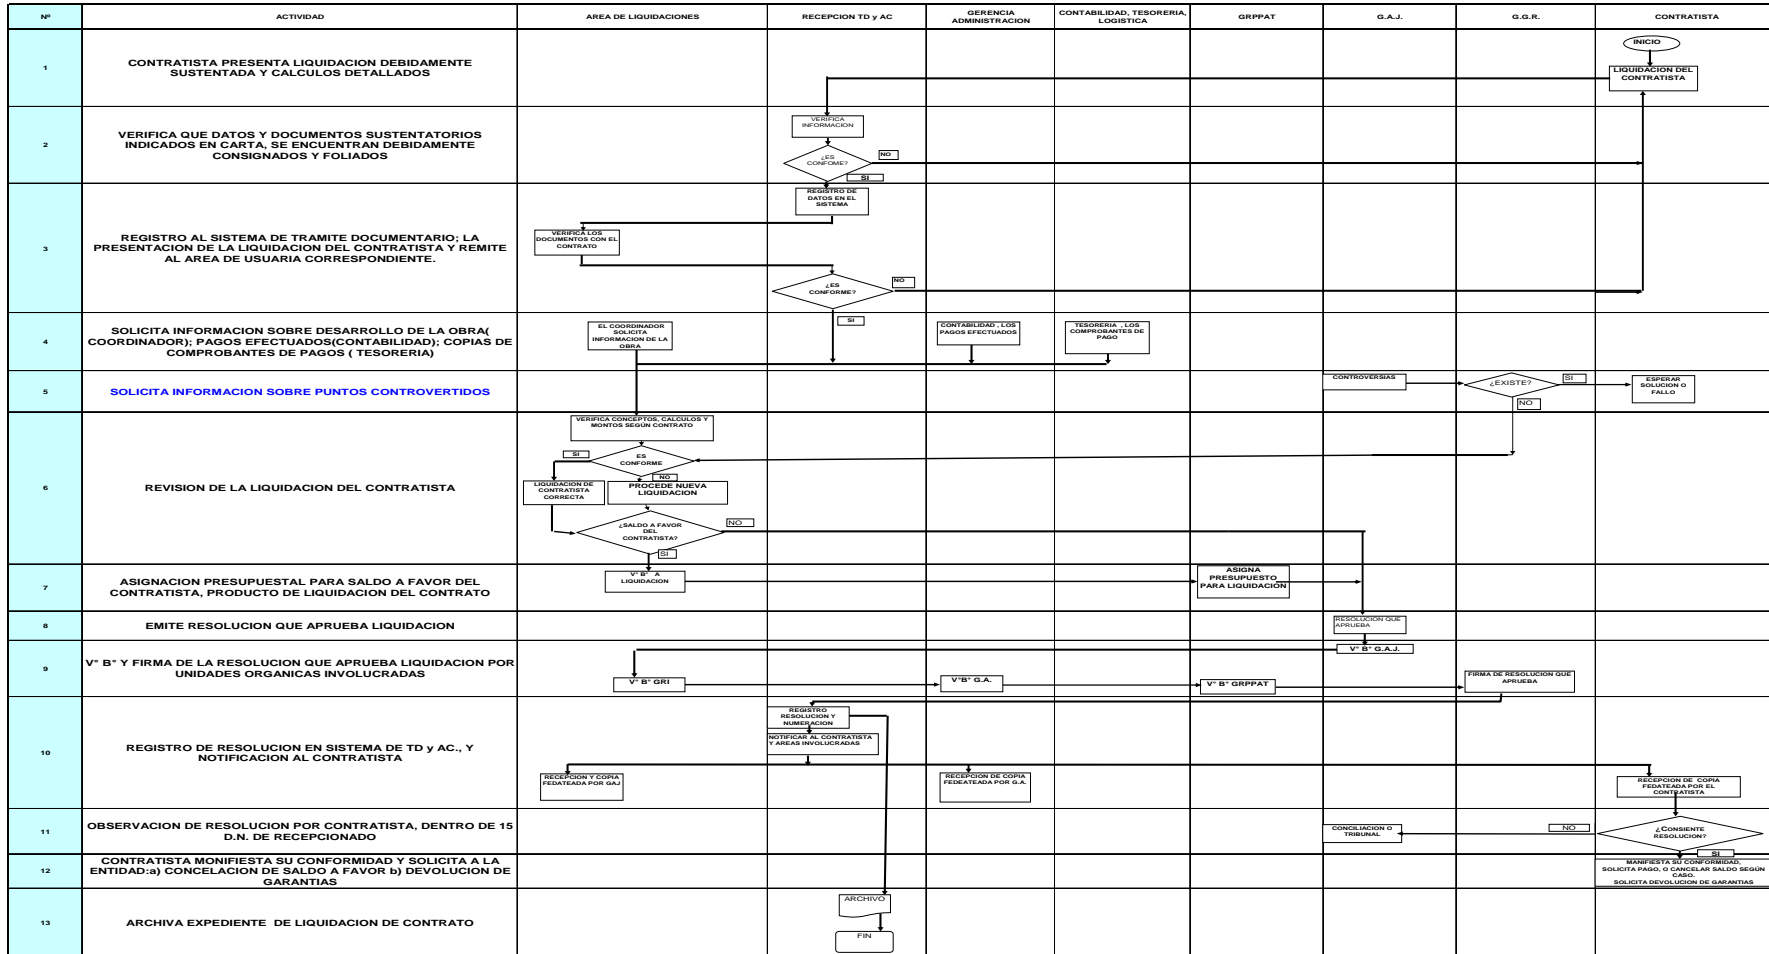 Nº
ACTIVIDAD
AREA DE LIQUIDACIONES
RECEPCION TD y AC
GERENCIA
ADMINISTRACION
CONTABILIDAD, TESORERIA,
LOGISTICA
GRPPAT
G.A.J.
G.G.R.
CONTRATISTA
1
CONTRATISTA PRESENTA LIQUIDACION DEBIDAMENTE
SUSTENTADA Y CALCULOS DETALLADOS
INICIO
LIQUIDACION DEL
CONTRATISTA
2
VERIFICA QUE DATOS Y DOCUMENTOS SUSTENTATORIOS
INDICADOS EN CARTA, SE ENCUENTRAN DEBIDAMENTE
CONSIGNADOS Y FOLIADOS
VERIFICA
INFORMACION
¿ES
CONFOME?
NO
SI
3
REGISTRO AL SISTEMA DE TRAMITE DOCUMENTARIO; LA
PRESENTACION DE LA LIQUIDACION DEL CONTRATISTA Y REMITE
AL AREA DE USUARIA CORRESPONDIENTE.
REGISTRO DE
DATOS EN EL
SISTEMA
VERIFICA LOS
DOCUMENTOS CON EL
CONTRATO
¿ES
CONFORME?
NO
4
SOLICITA INFORMACION SOBRE DESARROLLO DE LA OBRA(
COORDINADOR); PAGOS EFECTUADOS(CONTABILIDAD); COPIAS DE
COMPROBANTES DE PAGOS ( TESORERIA)
EL COORDINADOR
SOLICITA
INFORMACION DE LA
OBRA
SI
CONTABILIDAD , LOS
PAGOS EFECTUADOS
TESORERIA , LOS
COMPROBANTES DE
PAGO
5
SOLICITA INFORMACION SOBRE PUNTOS CONTROVERTIDOS
CONTROVERSIAS
¿EXISTE?
SI
NO
ESPERAR
SOLUCION O
FALLO
6
REVISION DE LA LIQUIDACION DEL CONTRATISTA
VERIFICA CONCEPTOS, CALCULOS Y
MONTOS SEGÚN CONTRATO
SI
ES
CONFORME
NO
LIQUIDACION DE
CONTRATISTA
CORRECTA
PROCEDE NUEVA
LIQUIDACION
¿SALDO A FAVOR
DEL
CONTRATISTA?
NO
SI
7
ASIGNACION PRESUPUESTAL PARA SALDO A FAVOR DEL
CONTRATISTA, PRODUCTO DE LIQUIDACION DEL CONTRATO
V° B° A
LIQUIDACION
ASIGNA
PRESUPUESTO
PARA LIQUIDACIÓN
8
EMITE RESOLUCION QUE APRUEBA LIQUIDACION
RESOLUCION QUE
APRUEBA
9
V° B° Y FIRMA DE LA RESOLUCION QUE APRUEBA LIQUIDACION POR
UNIDADES ORGANICAS INVOLUCRADAS
V° B° G.A.J.
V° B° GRI
V°B° G.A.
V° B° GRPPAT
FIRMA DE RESOLUCION QUE
APRUEBA
10
REGISTRO DE RESOLUCION EN SISTEMA DE TD y AC., Y
NOTIFICACION AL CONTRATISTA
REGISTRO
RESOLUCION Y
NUMERACION
NOTIFICAR AL CONTRATISTA
Y AREAS INVOLUCRADAS
RECEPCION Y COPIA
FEDATEADA POR GAJ
RECEPCION DE COPIA
FEDEATEADA POR G.A.
RECEPCION DE COPIA
FEDATEADA POR EL
CONTRATISTA
11
OBSERVACION DE RESOLUCION POR CONTRATISTA, DENTRO DE 15
D.N. DE RECEPCIONADO
CONCILIACION O
TRIBUNAL
NO
¿CONSIENTE
RESOLUCION?
SI
12
CONTRATISTA MONIFIESTA SU CONFORMIDAD Y SOLICITA A LA
ENTIDAD:a) CONCELACION DE SALDO A FAVOR b) DEVOLUCION DE
GARANTIAS
MANIFIESTA SU CONFORMIDAD,
SOLICITA PAGO, O CANCELAR SALDO SEGÚN
CASO.
SOLICITA DEVOLUCION DE GARANTIAS
13
ARCHIVA EXPEDIENTE DE LIQUIDACION DE CONTRATO
ARCHIVO
FIN